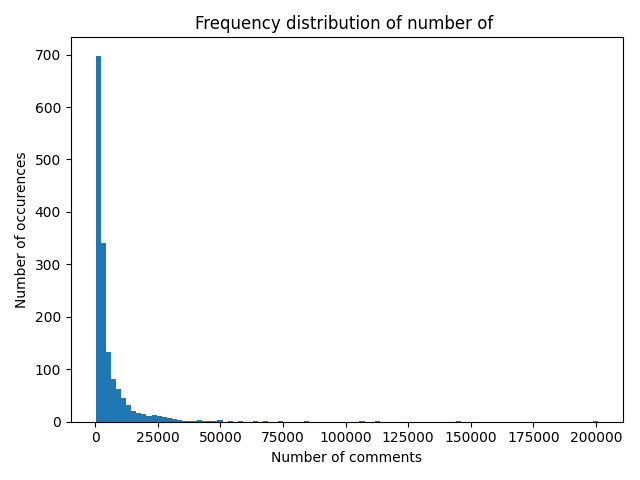 Frequency distribution of number of
700
600
500
400
300
200
100
0
Number of occurences
0 25000 50000 75000 100000 125000 150000 175000 200000
Number of comments